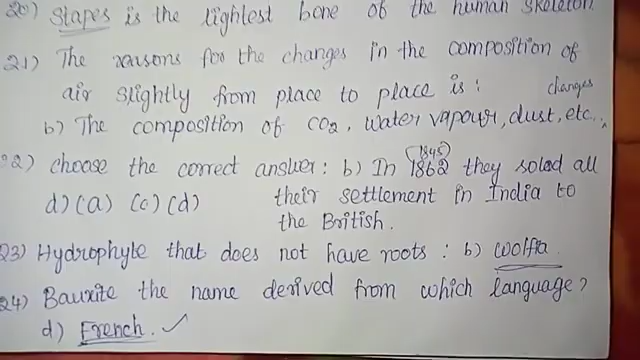 20) Stapes is the lightest bone of the human skeleton.
21) The reasons for the changes in the composition of
air slightly from place to place is :
changes
b) The composition of CO2, water vapour, dust, etc..,
22) choose the correct answer: b) In 1862 they solad all
(1845)
d) (a) (c) (d) their settlement in India to
the British.
23) Hydrophyte that does not have roots : b) wolfia
24) Bauxite the name derived from which language?
d) French. ✓